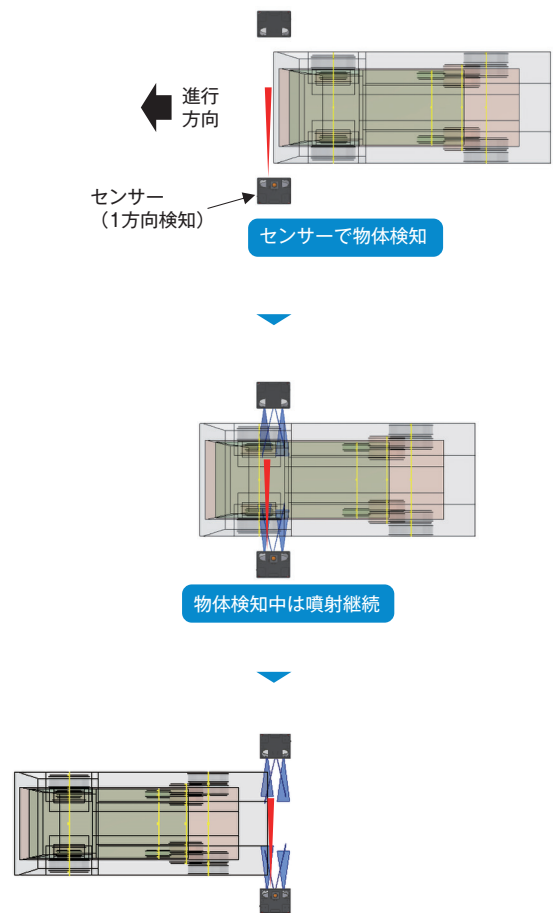 進行
方向
センサー
（1方向検知）
センサーで物体検知
物体検知中は噴射継続